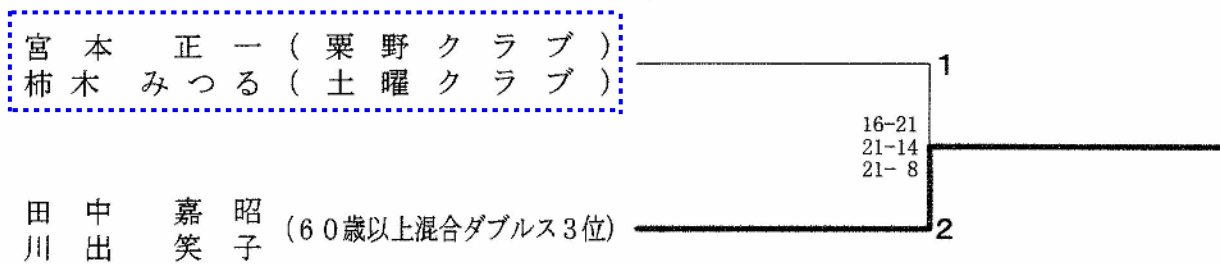 宮本 正一(粟野クラブ)
柿木 みつる(土曜クラブ)
1
16-21
21-14
21- 8
田中 嘉昭
川出 笑子
(60歳以上混合ダブルス3位)
2